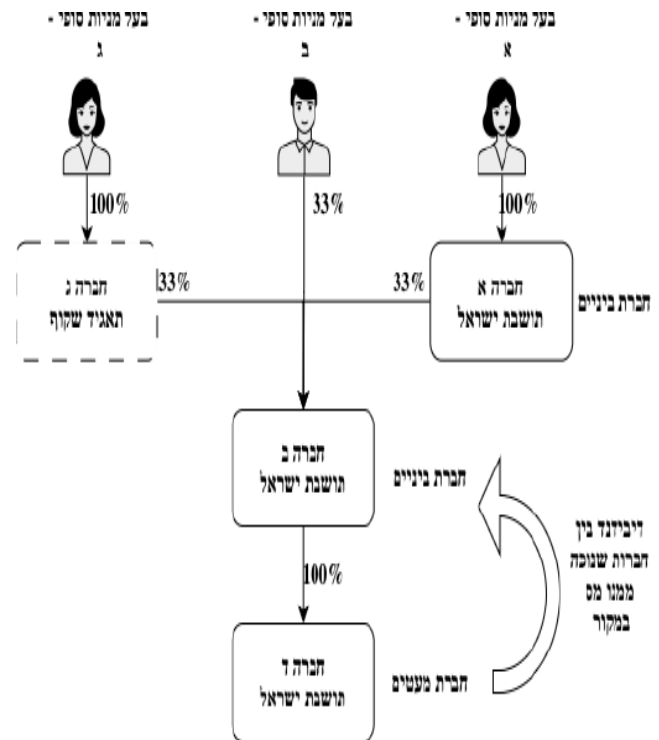 בעל מניות סופי -
א
בעל מניות סופי -
ב
בעל מניות סופי -
ג
100%
33%
100%
חברה א
תושבת ישראל
חברת ביניים
33%
33%
חברה ג
תאגיד שקוף
חברה ב
תושבת ישראל
חברת ביניים
דיבידנד בין
חברות שנוכה
ממנו מס
במקור
100%
חברה ד
תושבת ישראל
חברת מעטים